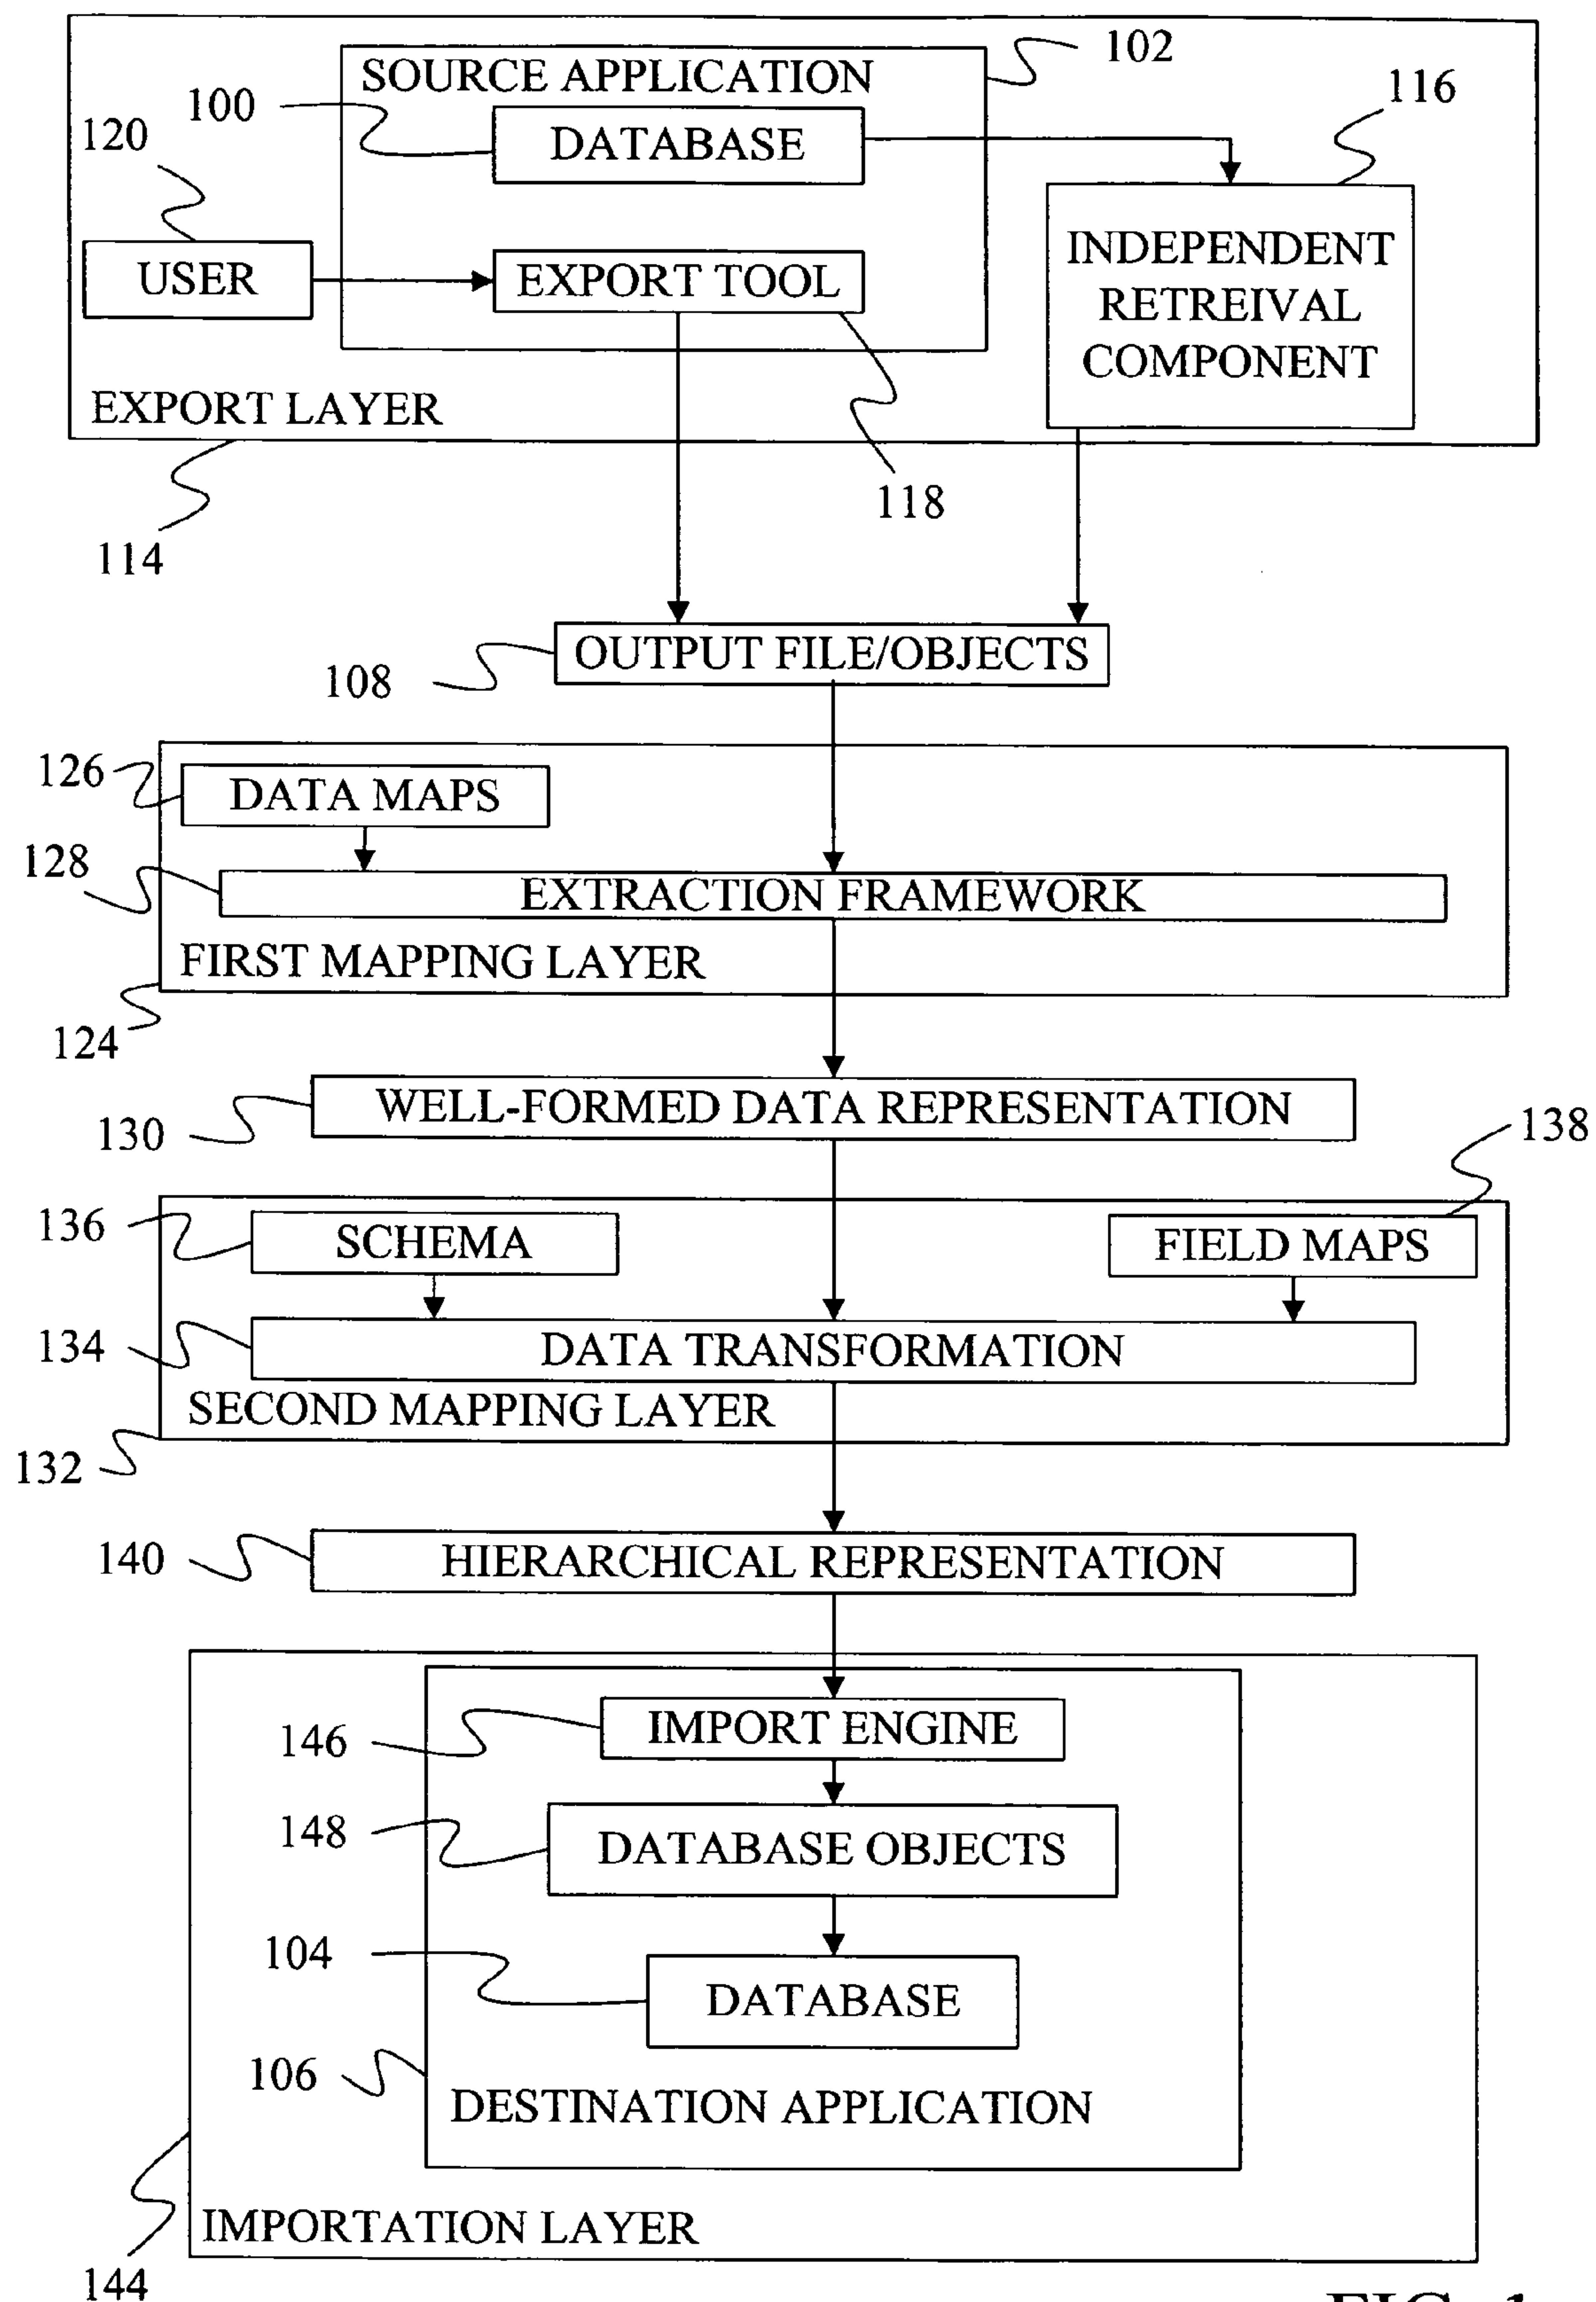 102
SOURCE APPLICATION
116
100
120
DATABASE
INDEPENDENT
RETREIVAL
COMPONENT
USER
EXPORT TOOL
EXPORT LAYER
118
114
OUTPUT FILE/OBJECTS
108
126
DATA MAPS
128
EXTRACTION FRAMEWORK
FIRST MAPPING LAYER
124
WELL-FORMED DATA REPRESENTATION
130
138
136
SCHEMA
FIELD MAPS
134
DATA TRANSFORMATION
SECOND MAPPING LAYER
132
140
HIERARCHICAL REPRESENTATION
146
IMPORT ENGINE
148
DATABASE OBJECTS
104
DATABASE
106
DESTINATION APPLICATION
IMPORTATION LAYER
144